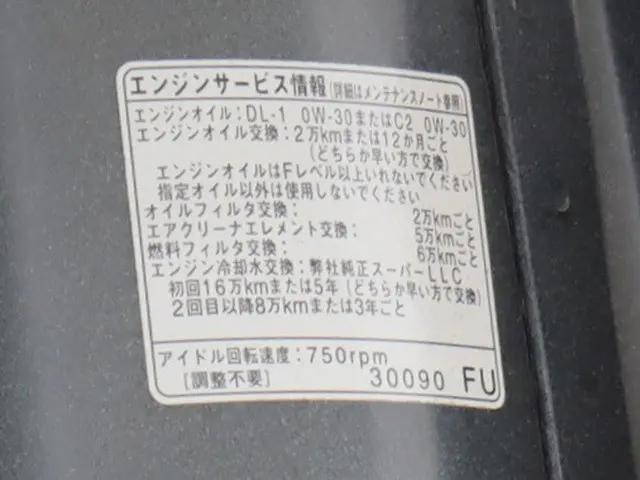 エンジンサービス情報(詳細はメンテナンスノート参照)
エンジンオイル:DL-1 0W-30またはC2 0W-30
エンジンオイル交換:2万kmまたは12か月ごと
(どちらか早い方で交換)
エンジンオイルはFレベル以上いれないでください
指定オイル以外は使用しないでください
オイルフィルタ交換: 2万kmごと
エアクリーナエレメント交換: 5万kmごと
燃料フィルタ交換: 6万kmごと
エンジン冷却水交換:弊社純正スーパーLLC
初回16万kmまたは5年(どちらか早い方で交換)
2回目以降8万kmまたは3年ごと
アイドル回転速度:750rpm
[調整不要] 30090 FU